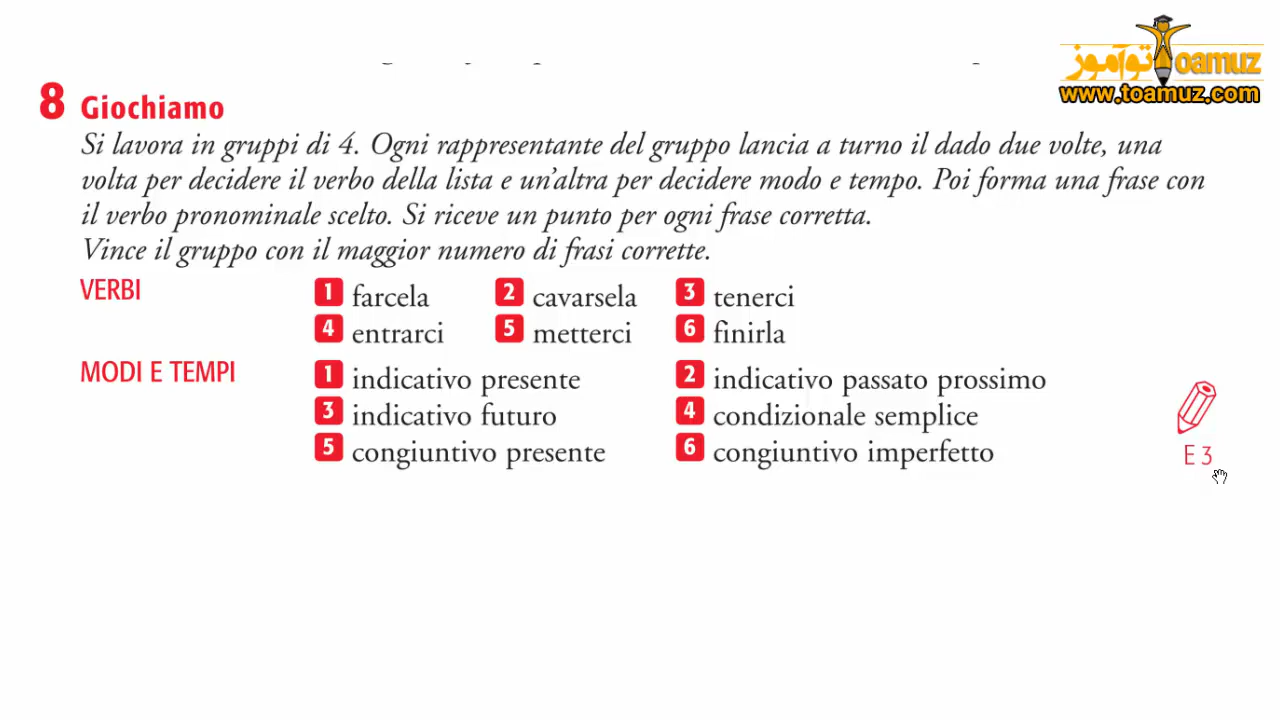 توآموز Toamuz
www.toamuz.com
8 Giochiamo
Si lavora in gruppi di 4. Ogni rappresentante del gruppo lancia a turno il dado due volte, una
volta per decidere il verbo della lista e un'altra per decidere modo e tempo. Poi forma una frase con
il verbo pronominale scelto. Si riceve un punto per ogni frase corretta.
Vince il gruppo con il maggior numero di frasi corrette.
VERBI 1 farcela 2 cavarsela 3 tenerci
4 entrarci 5 metterci 6 finirla
MODI E TEMPI 1 indicativo presente 2 indicativo passato prossimo
3 indicativo futuro 4 condizionale semplice
5 congiuntivo presente 6 congiuntivo imperfetto
E 3